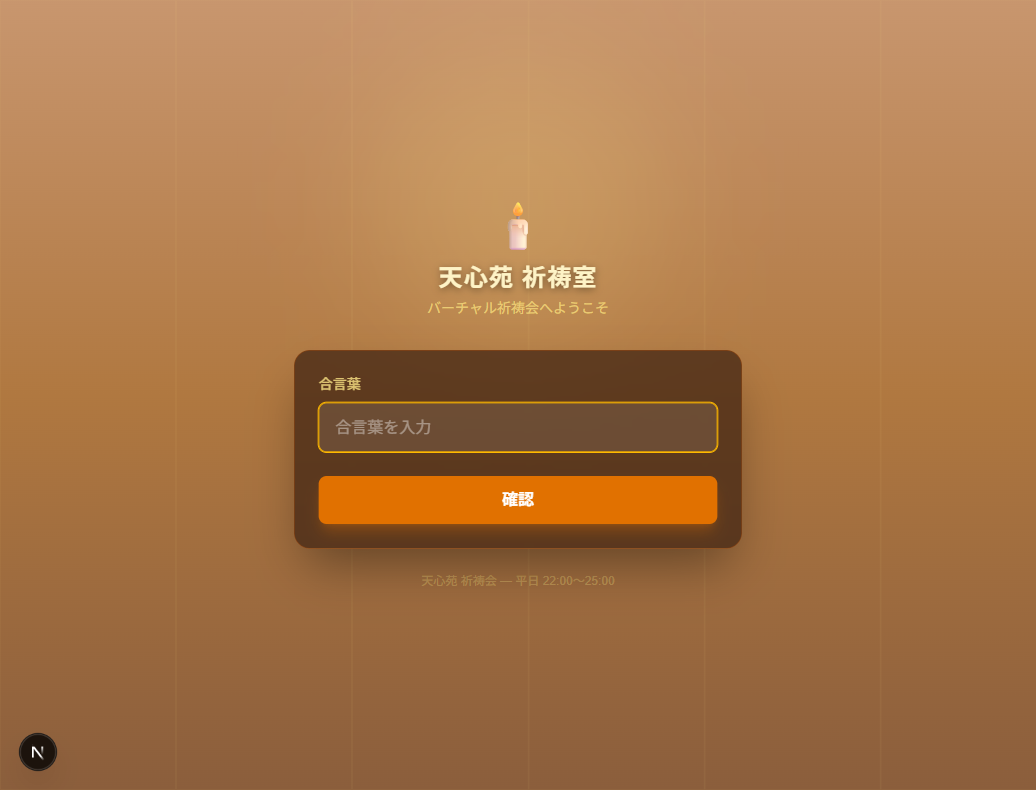 天心苑 祈祷室
バーチャル祈祷会へようこそ
合言葉
合言葉を入力
確認
天心苑 祈祷会 — 平日 22:00〜25:00
N